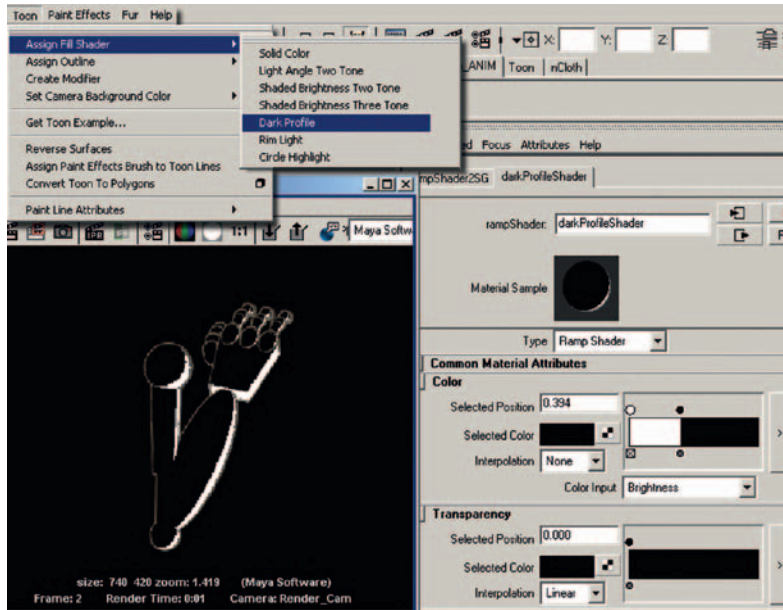 Toon Paint Effects Fur Help
Assign Fill Shader
Assign Outline
Create Modifier
Set Camera Background Color
Get Toon Example...
Reverse Surfaces
Assign Paint Effects Brush to Toon Lines
Convert Toon To Polygons
Paint Line Attributes
Solid Color
Light Angle Two Tone
Shaded Brightness Two Tone
Shaded Brightness Three Tone
Dark Profile
Rim Light
Circle Highlight
X: Y: Z:
ANIM Toon nCloth
Focus Attributes Help
mpShader2SG darkProfileShader
rampShader: darkProfileShader
Material Sample
Type Ramp Shader
Common Material Attributes
Color
Selected Position 0.394
Selected Color
Interpolation None
Color Input Brightness
Transparency
Selected Position 0.000
Selected Color
Interpolation Linear
1:1 Maya Softw
size: 740 420 zoom: 1.419 (Maya Software)
Frame: 2 Render Time: 0:01 Camera: Render_Cam